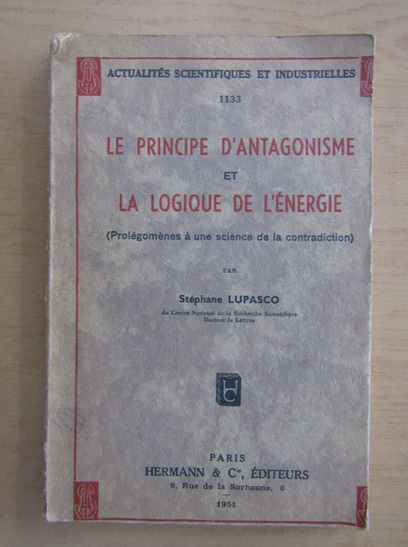 ACTUALITÉS SCIENTIFIQUES ET INDUSTRIELLES
1133
LE PRINCIPE D'ANTAGONISME
ET
LA LOGIQUE DE L'ÉNERGIE
(Prolégomènes à une science de la contradiction)
PAR
Stéphane LUPASCO
du Centre National de la Recherche Scientifique
Docteur ès Lettres
H
C
PARIS
HERMANN & Cie, ÉDITEURS
6, Rue de la Sorbonne, 6
1951